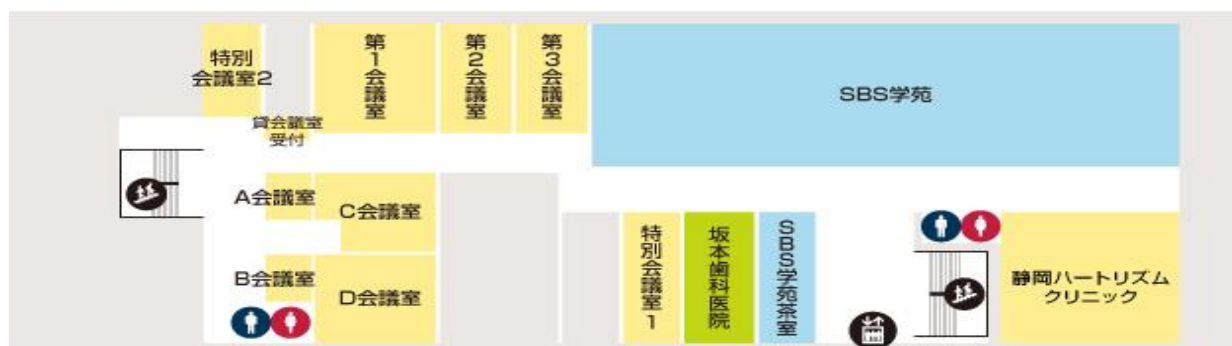 特別
会議室2
第1会議室
第2会議室
第3会議室
SBS学苑
貸会議室
受付
A会議室
C会議室
B会議室
D会議室
特別会議室1
坂本歯科医院
SBS学苑茶室
静岡ハートリズム
クリニック